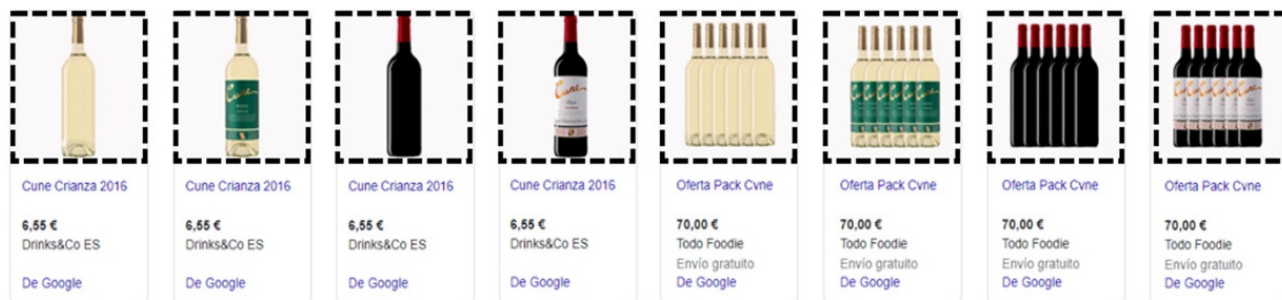 Cune
Cune
Cune Crianza 2016
6,55 €
Drinks&Co ES
De Google
Cune Crianza 2016
6,55 €
Drinks&Co ES
De Google
Cune Crianza 2016
6,55 €
Drinks&Co ES
De Google
Cune Crianza 2016
6,55 €
Drinks&Co ES
De Google
Oferta Pack Cvne
70,00 €
Todo Foodie
Envío gratuito
De Google
Oferta Pack Cvne
70,00 €
Todo Foodie
Envío gratuito
De Google
Oferta Pack Cvne
70,00 €
Todo Foodie
Envío gratuito
De Google
Oferta Pack Cvne
70,00 €
Todo Foodie
Envío gratuito
De Google